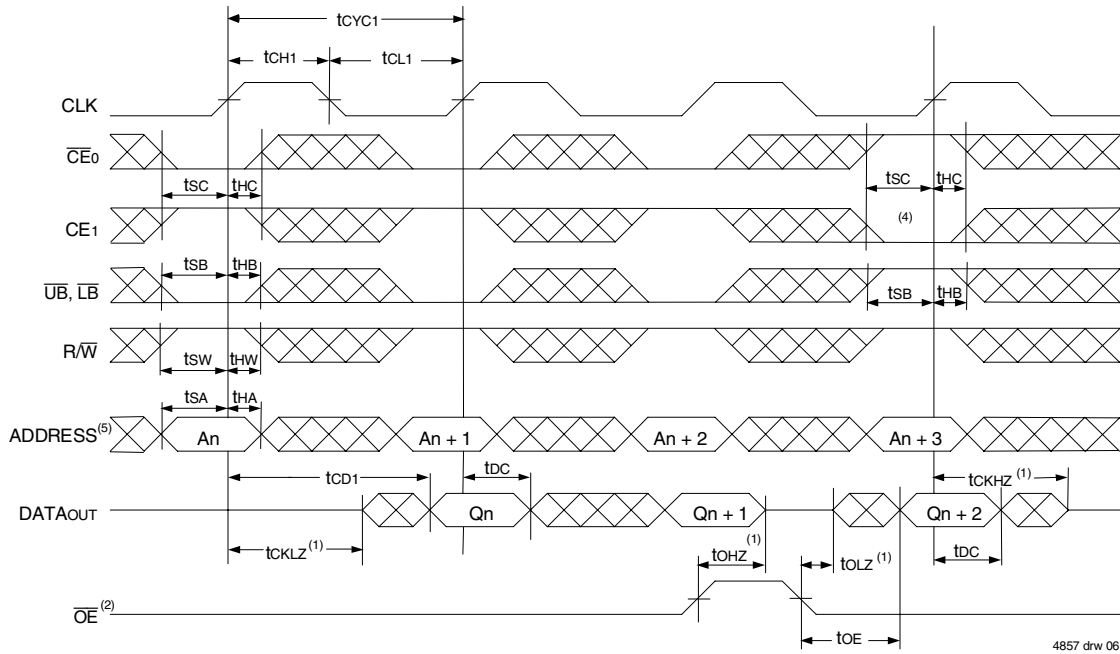 tCYC1
tCH1 tCL1
CLK
CE0
tSC tHC tSC tHC
CE1 (4)
tSB tHB
UB, LB tSB tHB
R/W
tSW tHW
tSA tHA
ADDRESS(5) An An + 1 An + 2 An + 3
tCD1 tDC tCKHZ(1)
DATAOUT Qn Qn + 1 Qn + 2
tCKLZ(1) tOHZ(1) tOLZ(1) tDC
OE(2)
tOE
4857 drw 06